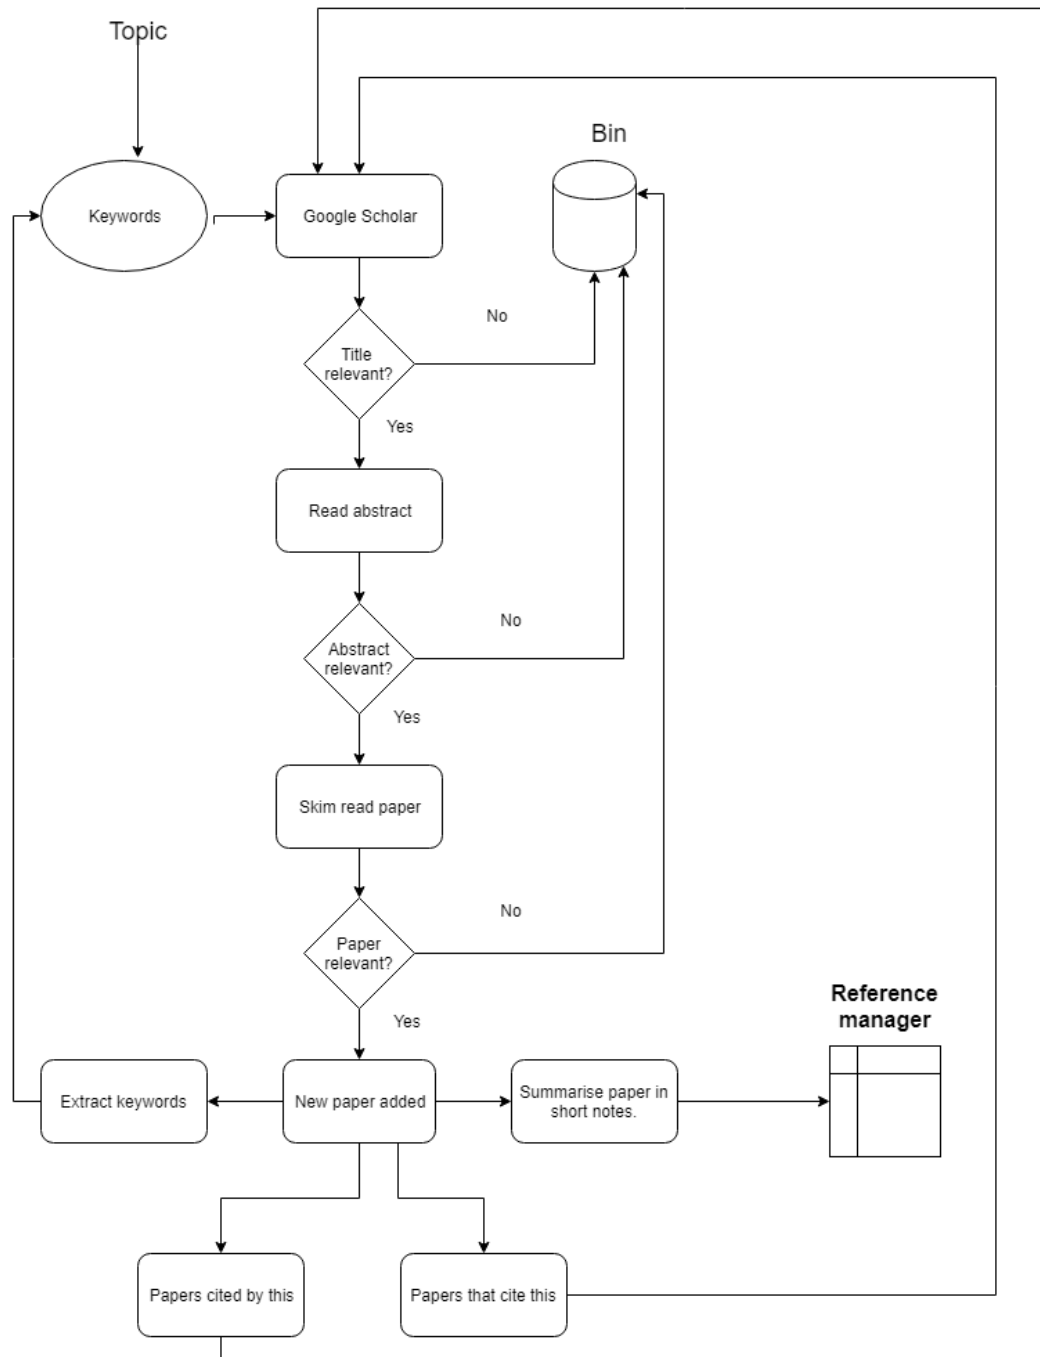 Topic
Bin
Keywords
Google Scholar
No
Title
relevant?
Yes
Read abstract
No
Abstract
relevant?
Yes
Skim read paper
No
Paper
relevant?
Yes
Reference
manager
Extract keywords
New paper added
Summarise paper in
short notes.
Papers cited by this
Papers that cite this